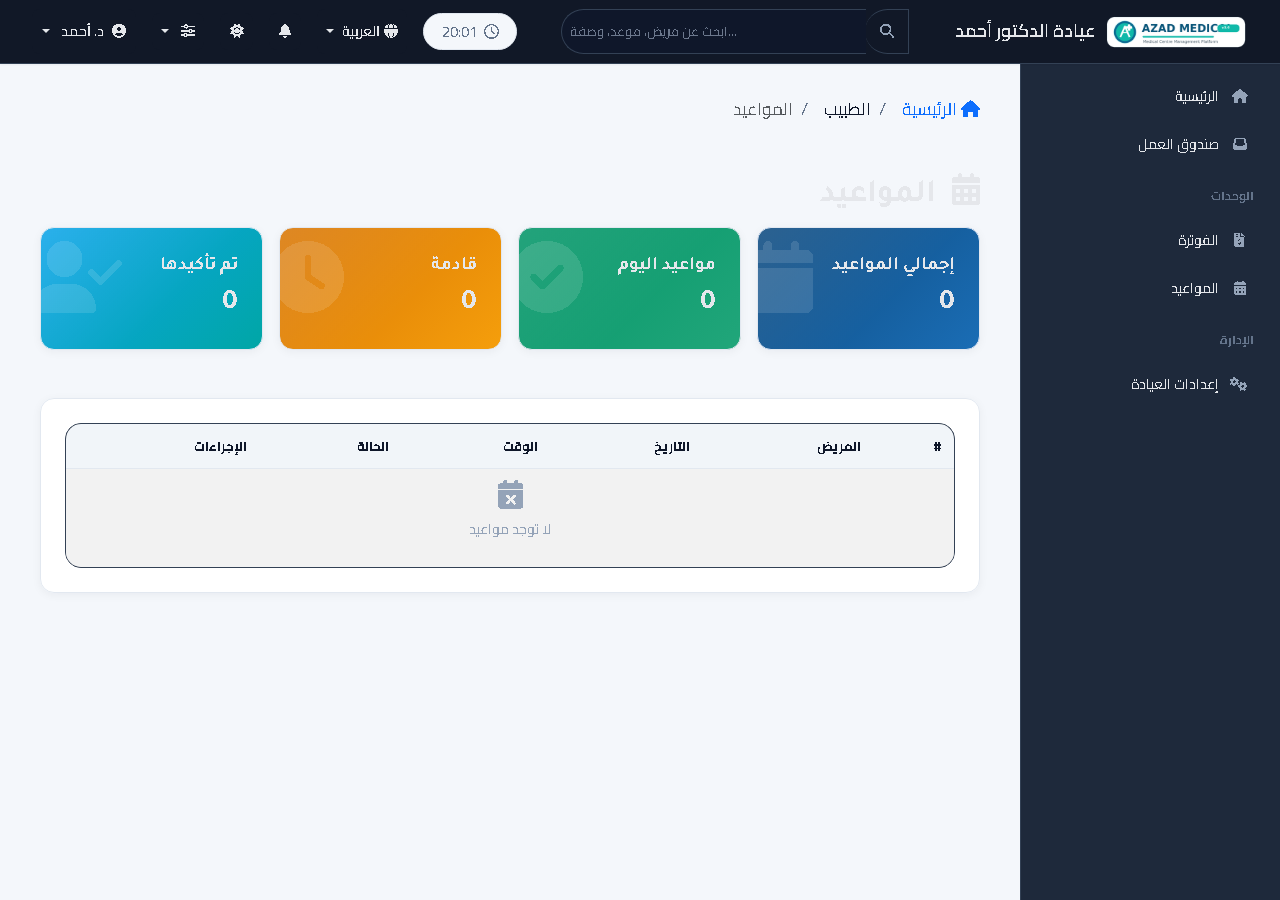 AZAD MEDICO
Medical Centre Management Platform
عيادة الدكتور أحمد
ابحث عن مريض، موعد، وصفة...
20:01
العربية
د. أحمد
الرئيسية
صندوق العمل
الوحدات
الفوترة
المواعيد
الإدارة
إعدادات العيادة
الرئيسية / الطبيب / المواعيد
المواعيد
إجمالي المواعيد
0
مواعيد اليوم
0
قادمة
0
تم تأكيدها
0
# المريض التاريخ الوقت الحالة الإجراءات
لا توجد مواعيد